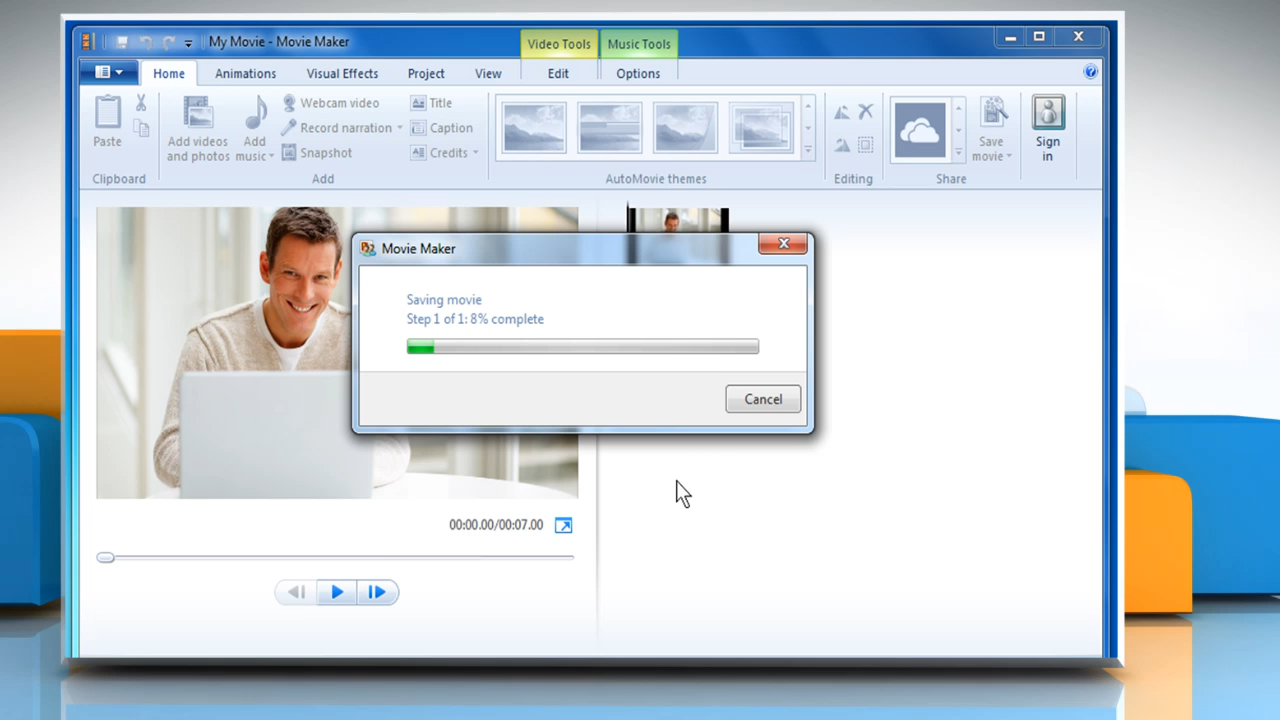 My Movie - Movie Maker
Video Tools
Music Tools
Home
Animations
Visual Effects
Project
View
Edit
Options
Paste
Clipboard
Add videos
and photos
Add
music
Webcam video
Record narration
Snapshot
Title
Caption
Credits
Add
AutoMovie themes
Editing
Save
movie
Share
Sign
in
Movie Maker
Saving movie
Step 1 of 1: 8% complete
Cancel
00:00.00/00:07.00